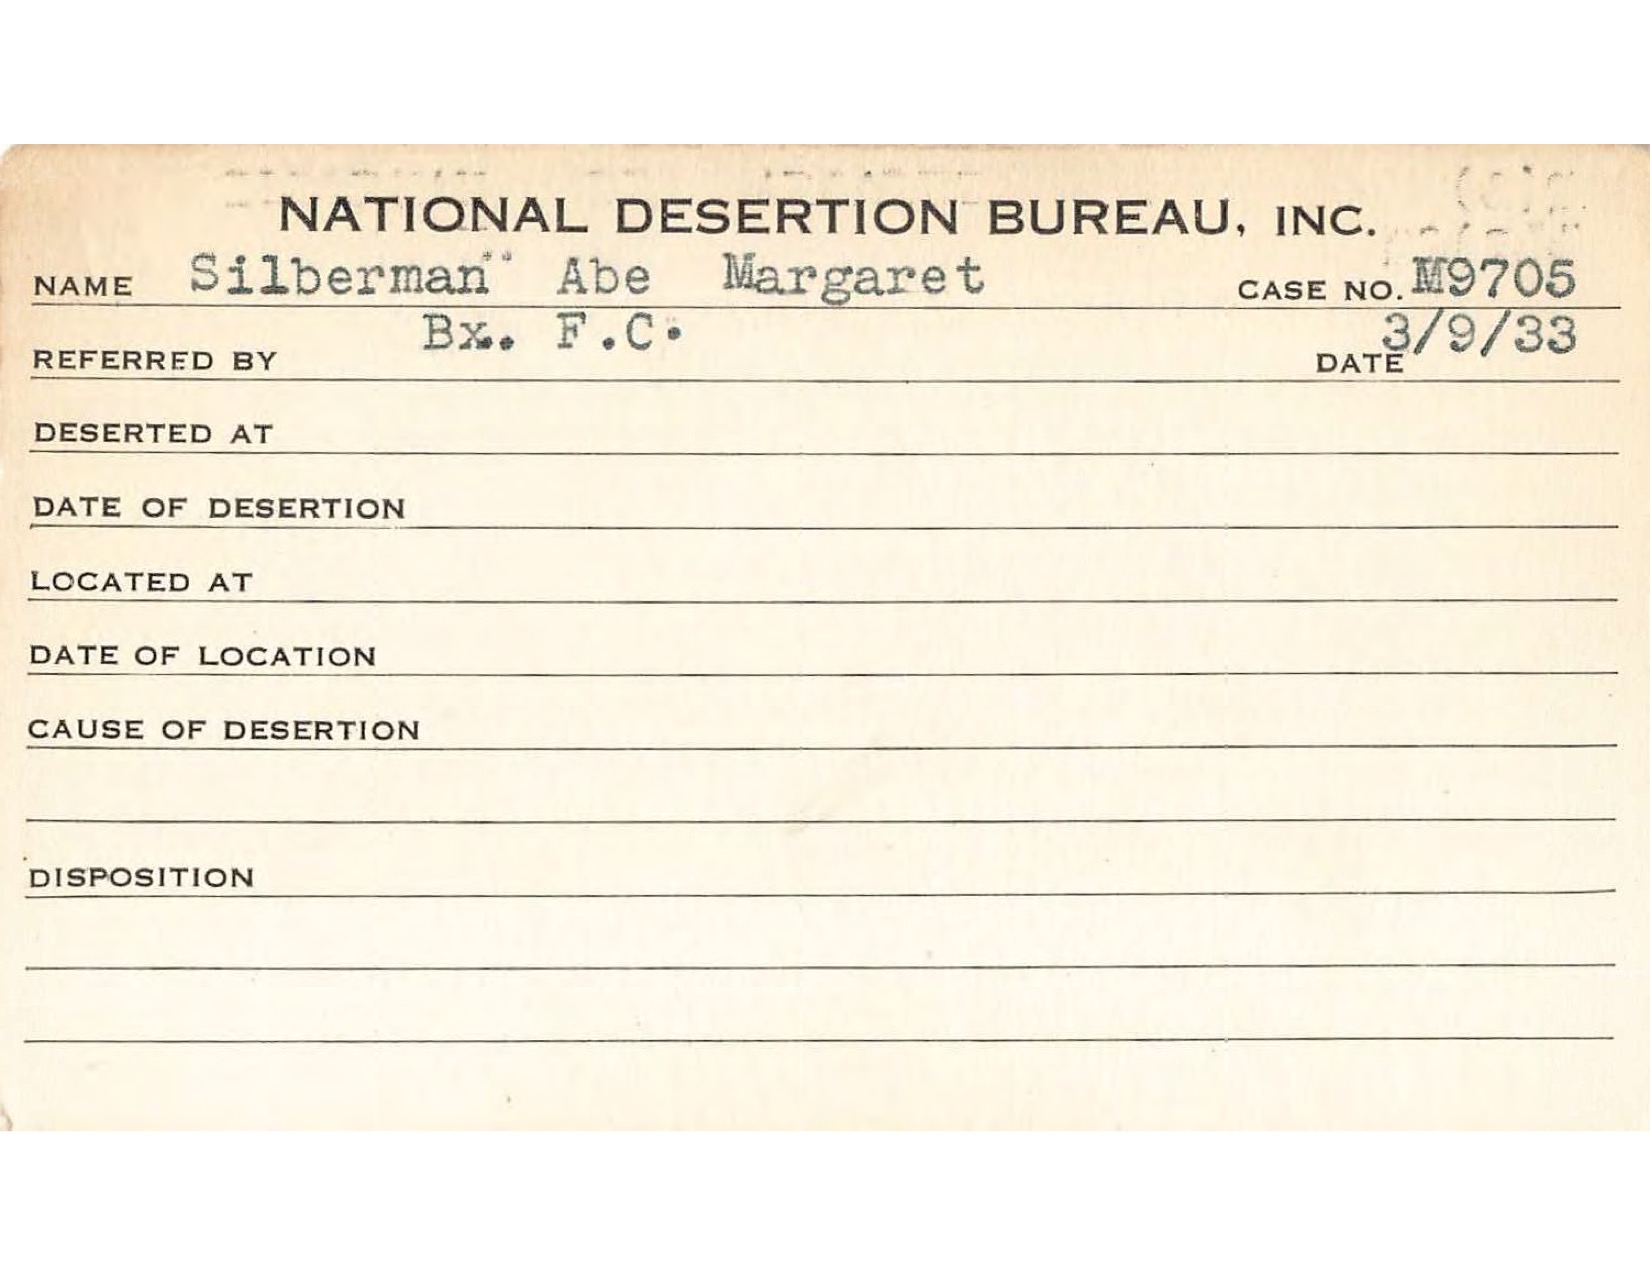 NATIONAL DESERTION BUREAU, INC.
NAME Silberman Abe Margaret CASE NO. M9705
REFERRED BY Bx. F.C. DATE 3/9/33
DESERTED AT
DATE OF DESERTION
LOCATED AT
DATE OF LOCATION
CAUSE OF DESERTION
DISPOSITION